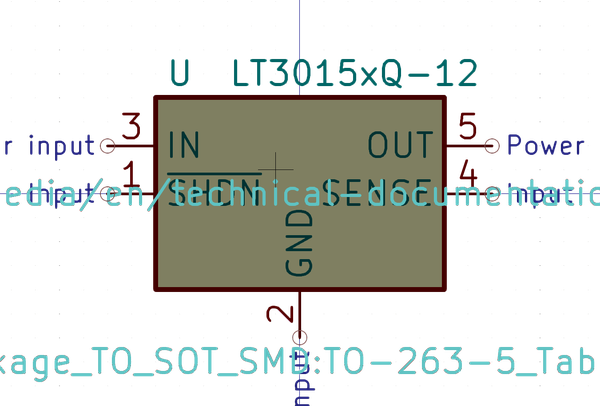 U LT3015xQ-12
r input 3 IN OUT 5 Power
input 1 SHDN SENSE 4 Input
edia/en/technical-documentatio
GND
2
kage_TO_SOT_SMD:TO-263-5_Tab
nput